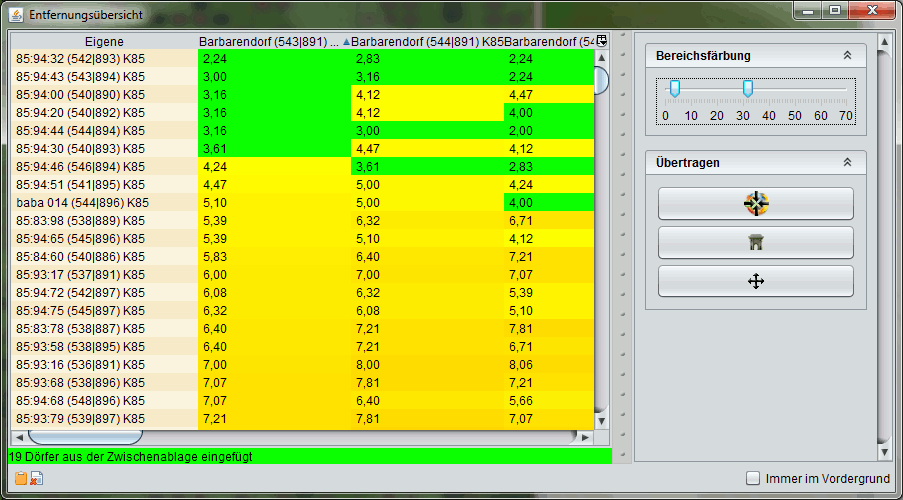 Entfernungsübersicht
Eigene Barbarendorf (543|891) ... Barbarendorf (544|891) K85 Barbarendorf (54
85:94:32 (542|893) K85 2,24 2,83 2,24
85:94:43 (543|894) K85 3,00 3,16 2,24
85:94:00 (540|890) K85 3,16 4,12 4,47
85:94:20 (540|892) K85 3,16 4,12 4,00
85:94:44 (544|894) K85 3,16 3,00 2,00
85:94:30 (540|893) K85 3,61 4,47 4,12
85:94:46 (546|894) K85 4,24 3,61 2,83
85:94:51 (541|895) K85 4,47 5,00 4,24
baba 014 (544|896) K85 5,10 5,00 4,00
85:83:98 (538|889) K85 5,39 6,32 6,71
85:94:65 (545|896) K85 5,39 5,10 4,12
85:84:60 (540|886) K85 5,83 6,40 7,21
85:93:17 (537|891) K85 6,00 7,00 7,07
85:94:72 (542|897) K85 6,08 6,32 5,39
85:94:75 (545|897) K85 6,32 6,08 5,10
85:83:78 (538|887) K85 6,40 7,21 7,81
85:93:58 (538|895) K85 6,40 7,21 6,71
85:93:16 (536|891) K85 7,00 8,00 8,06
85:93:68 (538|896) K85 7,07 7,81 7,21
85:94:68 (548|896) K85 7,07 6,40 5,66
85:93:79 (539|897) K85 7,21 7,81 7,07
19 Dörfer aus der Zwischenablage eingefügt
Bereichsfärbung
0 10 20 30 40 50 60 70
Übertragen
Immer im Vordergrund